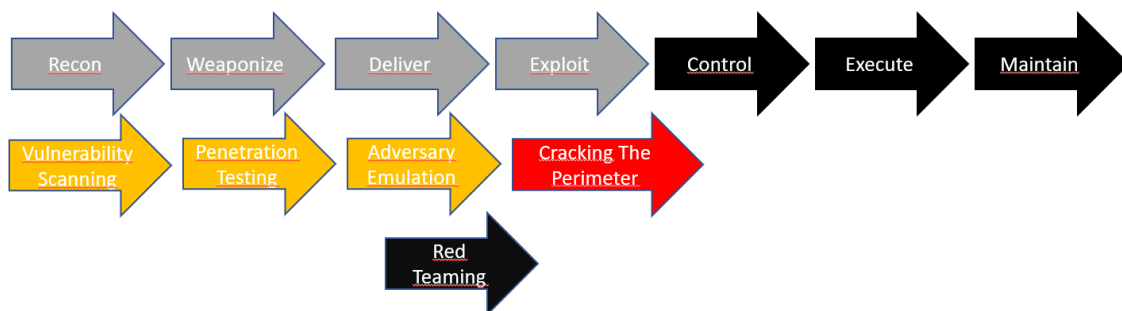 Recon
Weaponize
Deliver
Exploit
Control
Execute
Maintain
Vulnerability
Scanning
Penetration
Testing
Adversary
Emulation
Cracking The
Perimeter
Red
Teaming